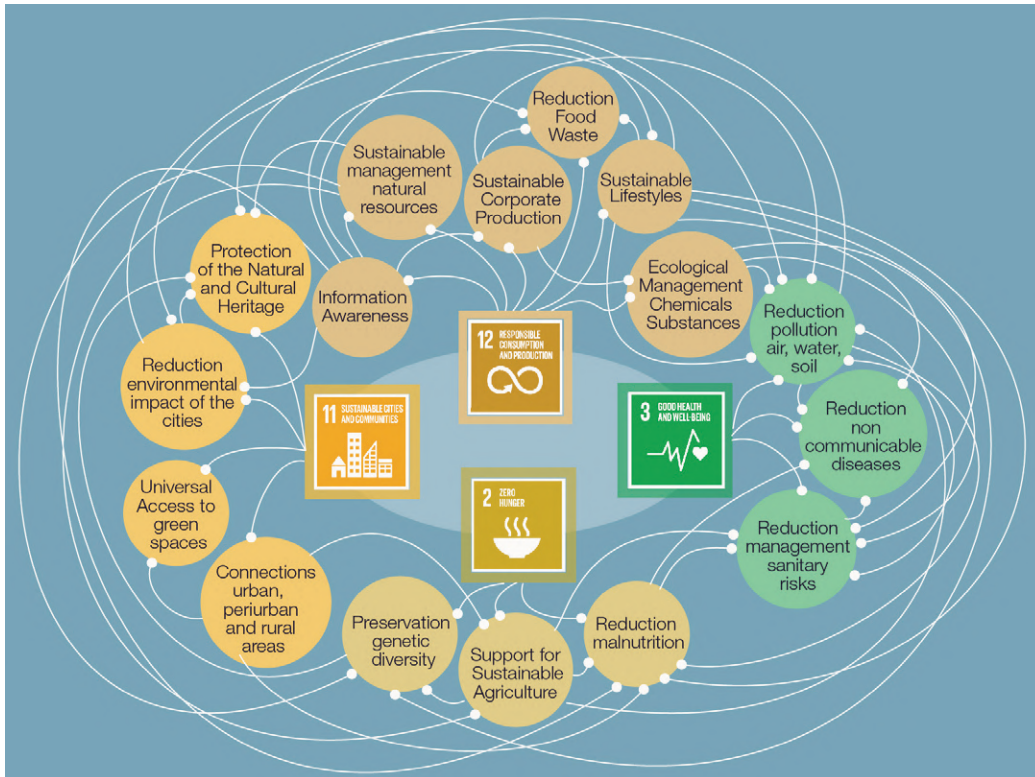 Reduction
Food
Waste
Sustainable
management
natural
resources
Sustainable
Corporate
Production
Sustainable
Lifestyles
Protection
of the Natural
and Cultural
Heritage
Information
Awareness
Ecological
Management
Chemicals
Substances
Reduction
pollution
air, water,
soil
12 RESPONSIBLE
CONSUMPTION
AND PRODUCTION
Reduction
environmental
impact of the
cities
11 SUSTAINABLE CITIES
AND COMMUNITIES
3 GOOD HEALTH
AND WELL-BEING
Reduction
non
communicable
diseases
2 ZERO
HUNGER
Universal
Access to
green
spaces
Reduction
management
sanitary
risks
Connections
urban,
periurban
and rural
areas
Preservation
genetic
diversity
Support for
Sustainable
Agriculture
Reduction
malnutrition